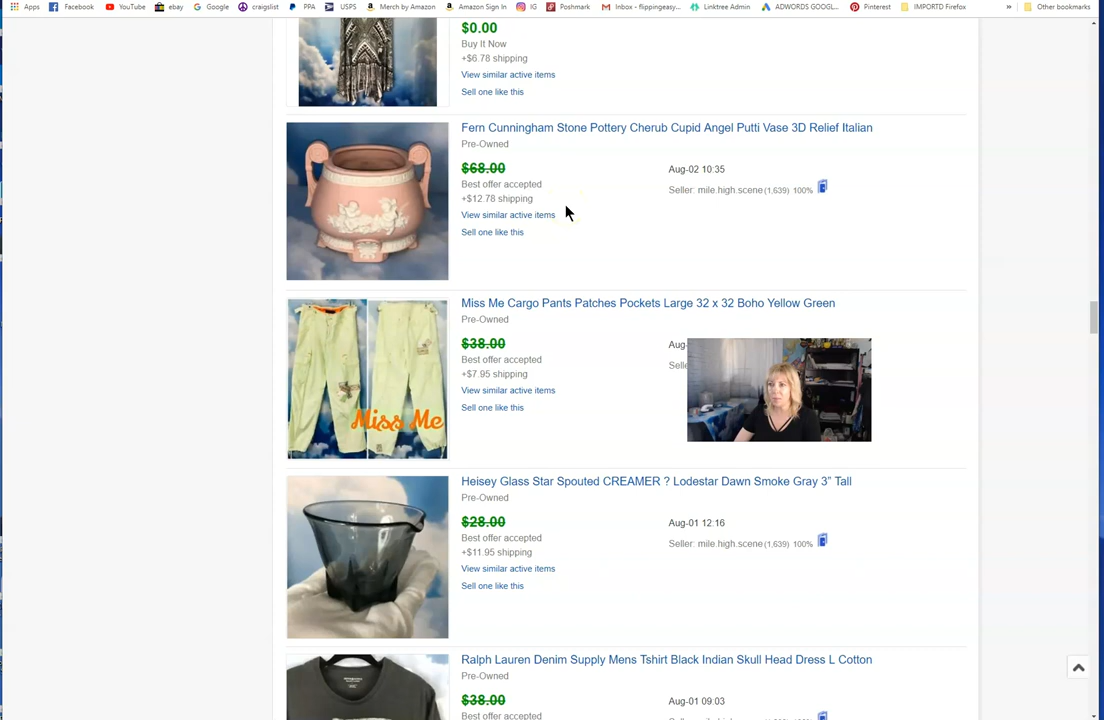 Apps Facebook YouTube ebay Google craigslist PPA USPS Merch by Amazon Amazon Sign In IG Poshmark Inbox - flippingeasy... Linktree Admin ADWORDS GOOGL... Pinterest IMPORTD Firefox » Other bookmarks
$0.00
Buy It Now
+$6.78 shipping
View similar active items
Sell one like this
Fern Cunningham Stone Pottery Cherub Cupid Angel Putti Vase 3D Relief Italian
Pre-Owned
$68.00 Aug-02 10:35
Best offer accepted Seller: mile.high.scene (1,639) 100%
+$12.78 shipping
View similar active items
Sell one like this
Miss Me Cargo Pants Patches Pockets Large 32 x 32 Boho Yellow Green
Pre-Owned
$38.00 Aug-
Best offer accepted Selle
+$7.95 shipping
View similar active items
Sell one like this
Miss Me
Heisey Glass Star Spouted CREAMER ? Lodestar Dawn Smoke Gray 3" Tall
Pre-Owned
$28.00 Aug-01 12:16
Best offer accepted Seller: mile.high.scene (1,639) 100%
+$11.95 shipping
View similar active items
Sell one like this
Ralph Lauren Denim Supply Mens Tshirt Black Indian Skull Head Dress L Cotton
Pre-Owned
$38.00 Aug-01 09:03
Best offer accepted